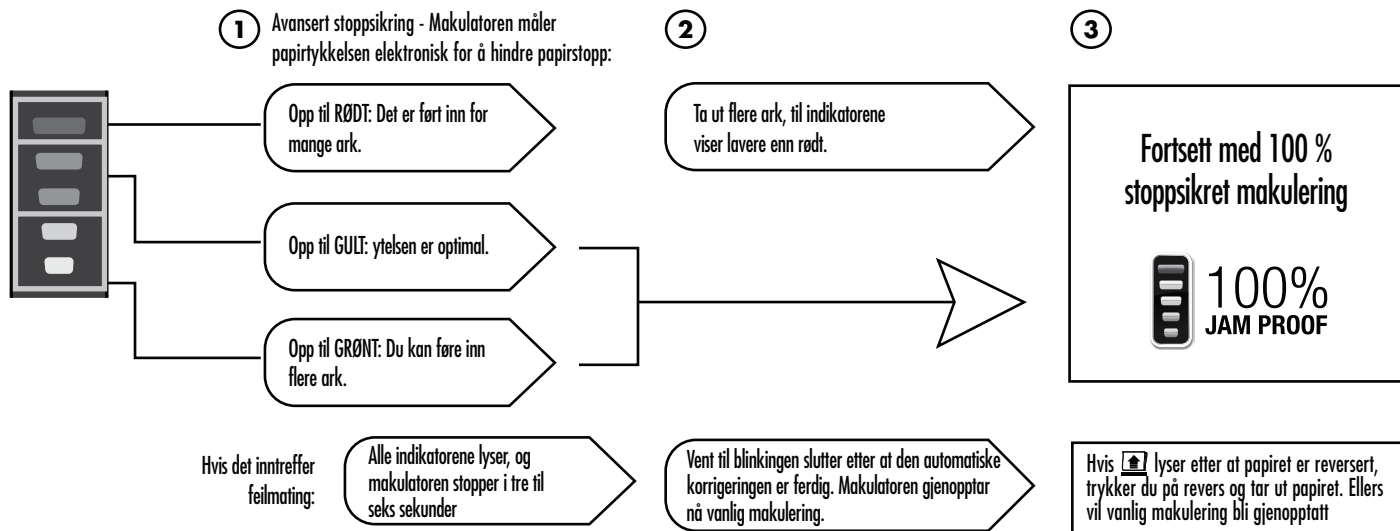 1 Avansert stoppsikring - Makulatoren måler
papirtykkelsen elektronisk for å hindre papirstopp:
Opp til RØDT: Det er ført inn for
mange ark.
Opp til GULT: ytelsen er optimal.
Opp til GRØNT: Du kan føre inn
flere ark.
2
Ta ut flere ark, til indikatorene
viser lavere enn rødt.
3
Fortsett med 100 %
stoppsikret makulering
100%
JAM PROOF
Hvis det inntreffer
feilmating:
Alle indikatorene lyser, og
makulatoren stopper i tre til
seks sekunder
Vent til blinkingen slutter etter at den automatiske
korrigeringen er ferdig. Makulatoren gjenopptar
nå vanlig makulering.
Hvis lyser etter at papiret er reversert,
trykker du på revers og tar ut papiret. Ellers
vil vanlig makulering bli gjenopptatt